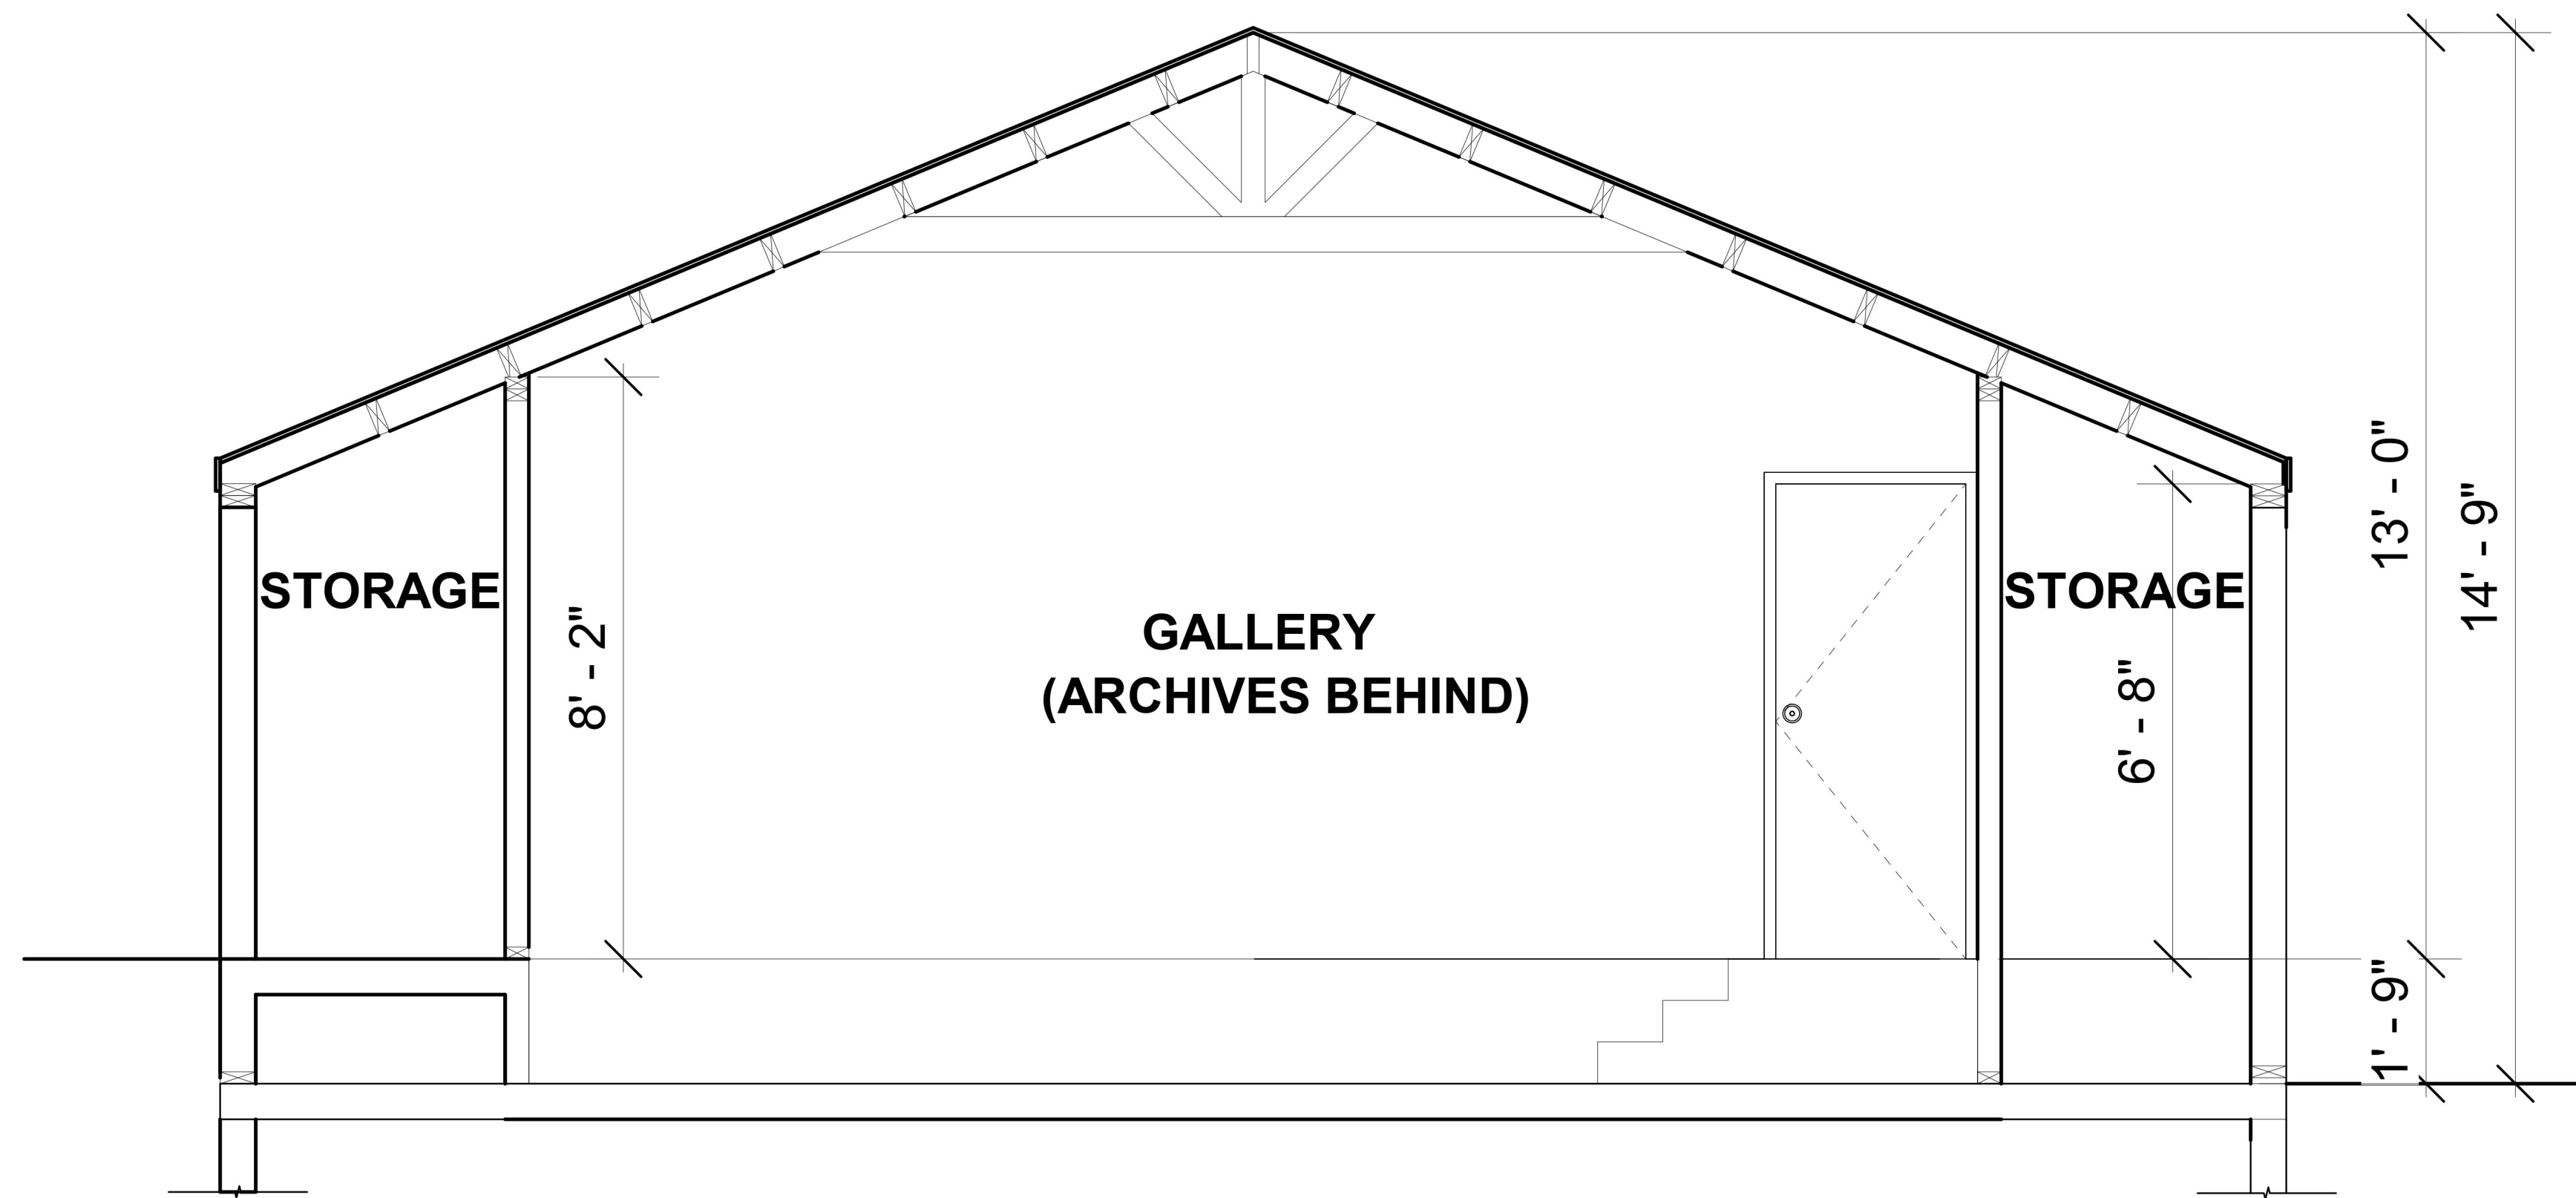 STORAGE
8' - 2"
GALLERY
(ARCHIVES BEHIND)
STORAGE
6' - 8"
13' - 0"
1' - 9"
14' - 9"